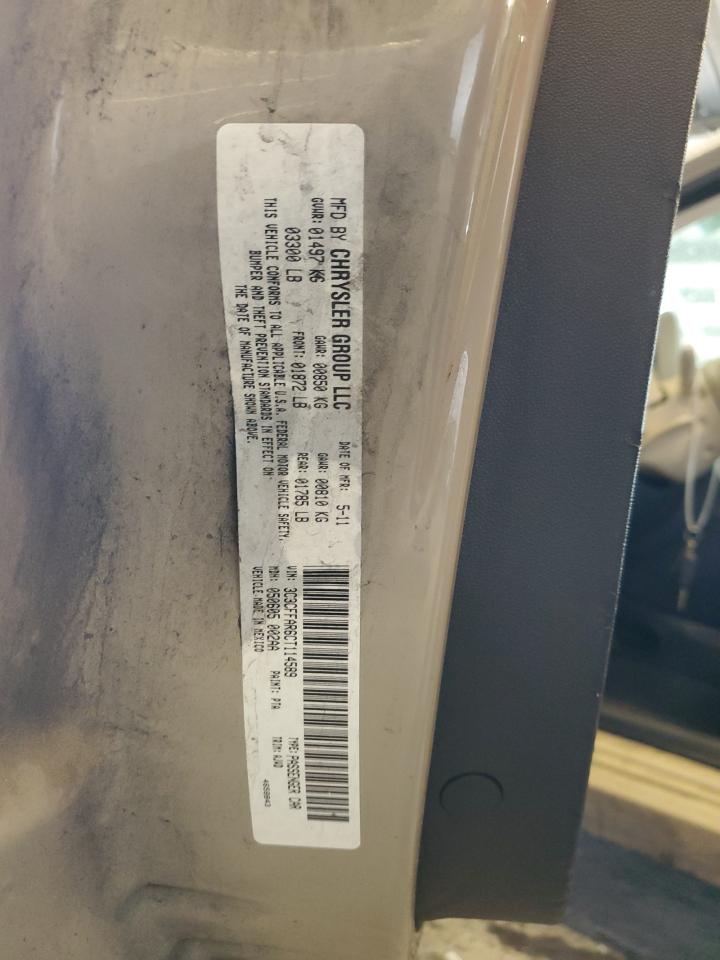 MFD BY CHRYSLER GROUP LLC
DATE OF MFR: 5-11
GVWR: 01497 KG
GAWR: 00850 KG
GAWR: 00810 KG
03300 LB
FRONT: 01872 LB
REAR: 01785 LB
THIS VEHICLE CONFORMS TO ALL APPLICABLE U.S.A. FEDERAL MOTOR VEHICLE SAFETY,
BUMPER AND THEFT PREVENTION STANDARDS IN EFFECT ON
THE DATE OF MANUFACTURE SHOWN ABOVE.
VIN: 3C3CFFAR6CT114589
TYPE: PASSENGER CAR
MDH: 050605 002AA
PAINT: PTA
TRIM: AJWD
VEHICLE MADE IN MEXICO
4658843